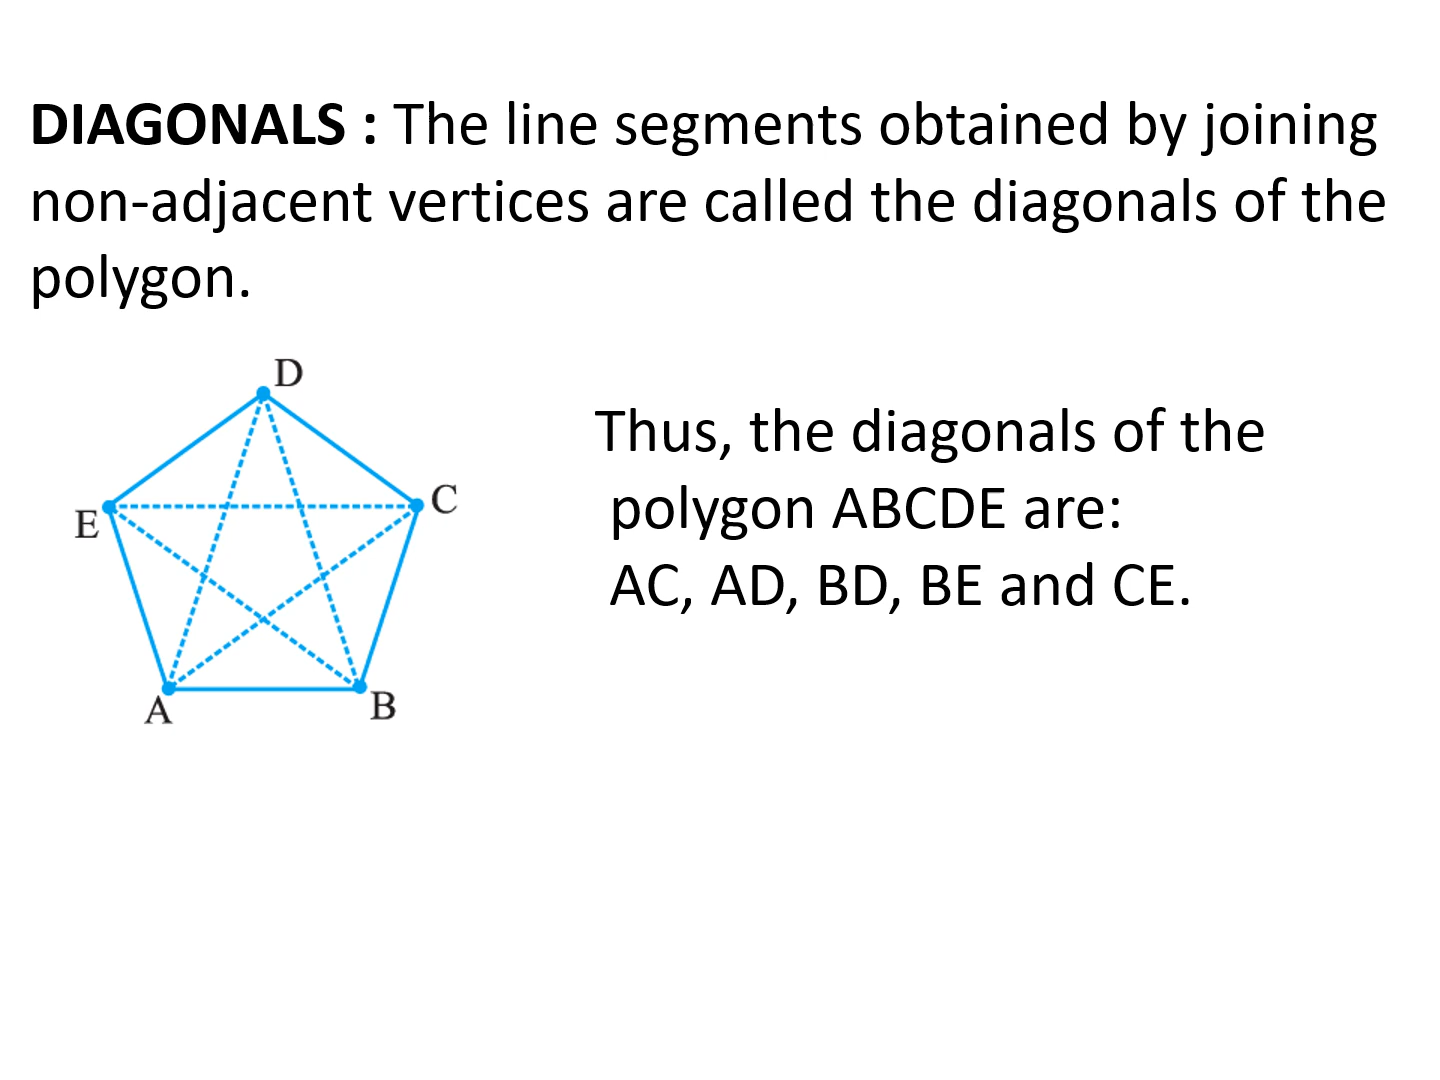 DIAGONALS : The line segments obtained by joining
non-adjacent vertices are called the diagonals of the
polygon.
D
E
C
A
B
Thus, the diagonals of the
polygon ABCDE are:
AC, AD, BD, BE and CE.